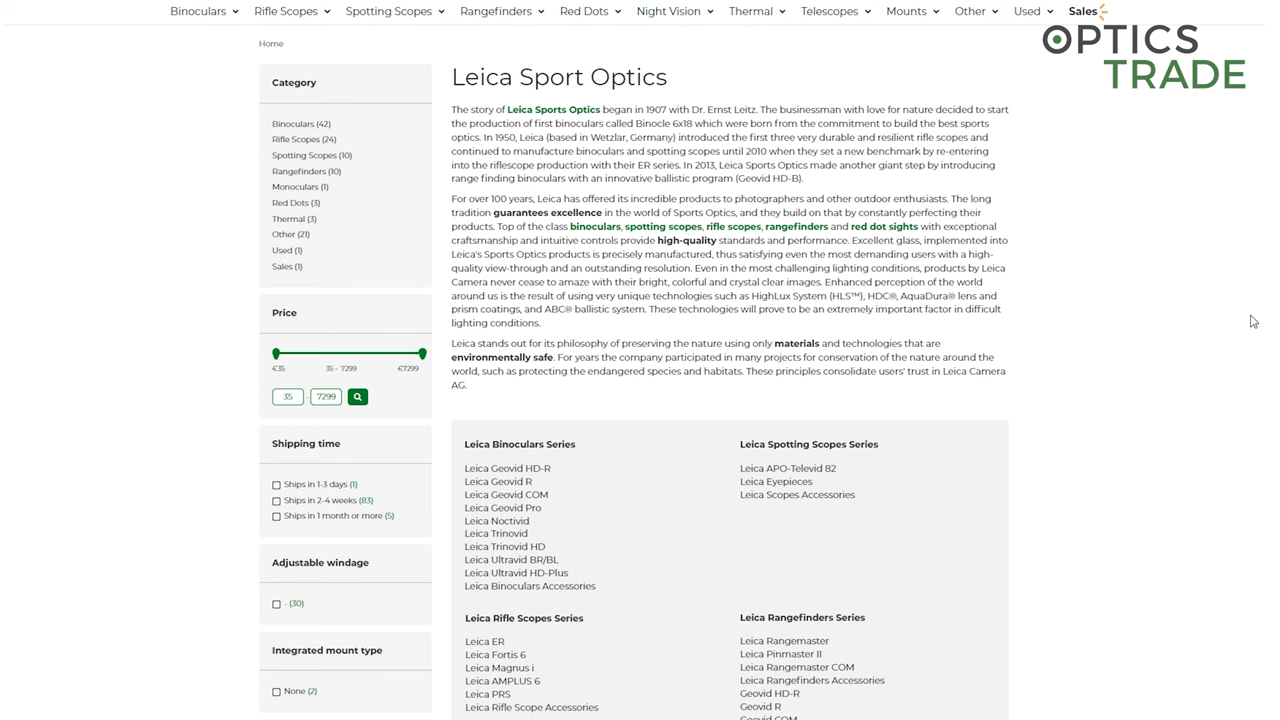 Binoculars Rifle Scopes Spotting Scopes Rangefinders Red Dots Night Vision Thermal Telescopes Mounts Other Used Sales
OPTICS
TRADE
Home
Category
Binoculars (42)
Rifle Scopes (24)
Spotting Scopes (10)
Rangefinders (10)
Monoculars (1)
Red Dots (3)
Thermal (3)
Other (21)
Used (1)
Sales (1)
Price
€35 35 - 7299 €7299
35 - 7299
Shipping time
Ships in 1-3 days (1)
Ships in 2-4 weeks (83)
Ships in 1 month or more (5)
Adjustable windage
- (30)
Integrated mount type
None (2)
Leica Sport Optics
The story of Leica Sports Optics began in 1907 with Dr. Ernst Leitz. The businessman with love for nature decided to start
the production of first binoculars called Binocle 6x18 which were born from the commitment to build the best sports
optics. In 1950, Leica (based in Wetzlar, Germany) introduced the first three very durable and resilient rifle scopes and
continued to manufacture binoculars and spotting scopes until 2010 when they set a new benchmark by re-entering
into the riflescope production with their ER series. In 2013, Leica Sports Optics made another giant step by introducing
range finding binoculars with an innovative ballistic program (Geovid HD-B).
For over 100 years, Leica has offered its incredible products to photographers and other outdoor enthusiasts. The long
tradition guarantees excellence in the world of Sports Optics, and they build on that by constantly perfecting their
products. Top of the class binoculars, spotting scopes, rifle scopes, rangefinders and red dot sights with exceptional
craftsmanship and intuitive controls provide high-quality standards and performance. Excellent glass, implemented into
Leica's Sports Optics products is precisely manufactured, thus satisfying even the most demanding users with a high-
quality view-through and an outstanding resolution. Even in the most challenging lighting conditions, products by Leica
Camera never cease to amaze with their bright, colorful and crystal clear images. Enhanced perception of the world
around us is the result of using very unique technologies such as HighLux System (HLS™), HDC®, AquaDura® lens and
prism coatings, and ABC® ballistic system. These technologies will prove to be an extremely important factor in difficult
lighting conditions.
Leica stands out for its philosophy of preserving the nature using only materials and technologies that are
environmentally safe. For years the company participated in many projects for conservation of the nature around the
world, such as protecting the endangered species and habitats. These principles consolidate users' trust in Leica Camera
AG.
Leica Binoculars Series
Leica Geovid HD-R
Leica Geovid R
Leica Geovid COM
Leica Geovid Pro
Leica Noctivid
Leica Trinovid
Leica Trinovid HD
Leica Ultravid BR/BL
Leica Ultravid HD-Plus
Leica Binoculars Accessories
Leica Spotting Scopes Series
Leica APO-Televid 82
Leica Eyepieces
Leica Scopes Accessories
Leica Rifle Scopes Series
Leica ER
Leica Fortis 6
Leica Magnus i
Leica AMPLUS 6
Leica PRS
Leica Rifle Scope Accessories
Leica Rangefinders Series
Leica Rangemaster
Leica Pinmaster II
Leica Rangemaster COM
Leica Rangefinders Accessories
Geovid HD-R
Geovid R
Geovid COM